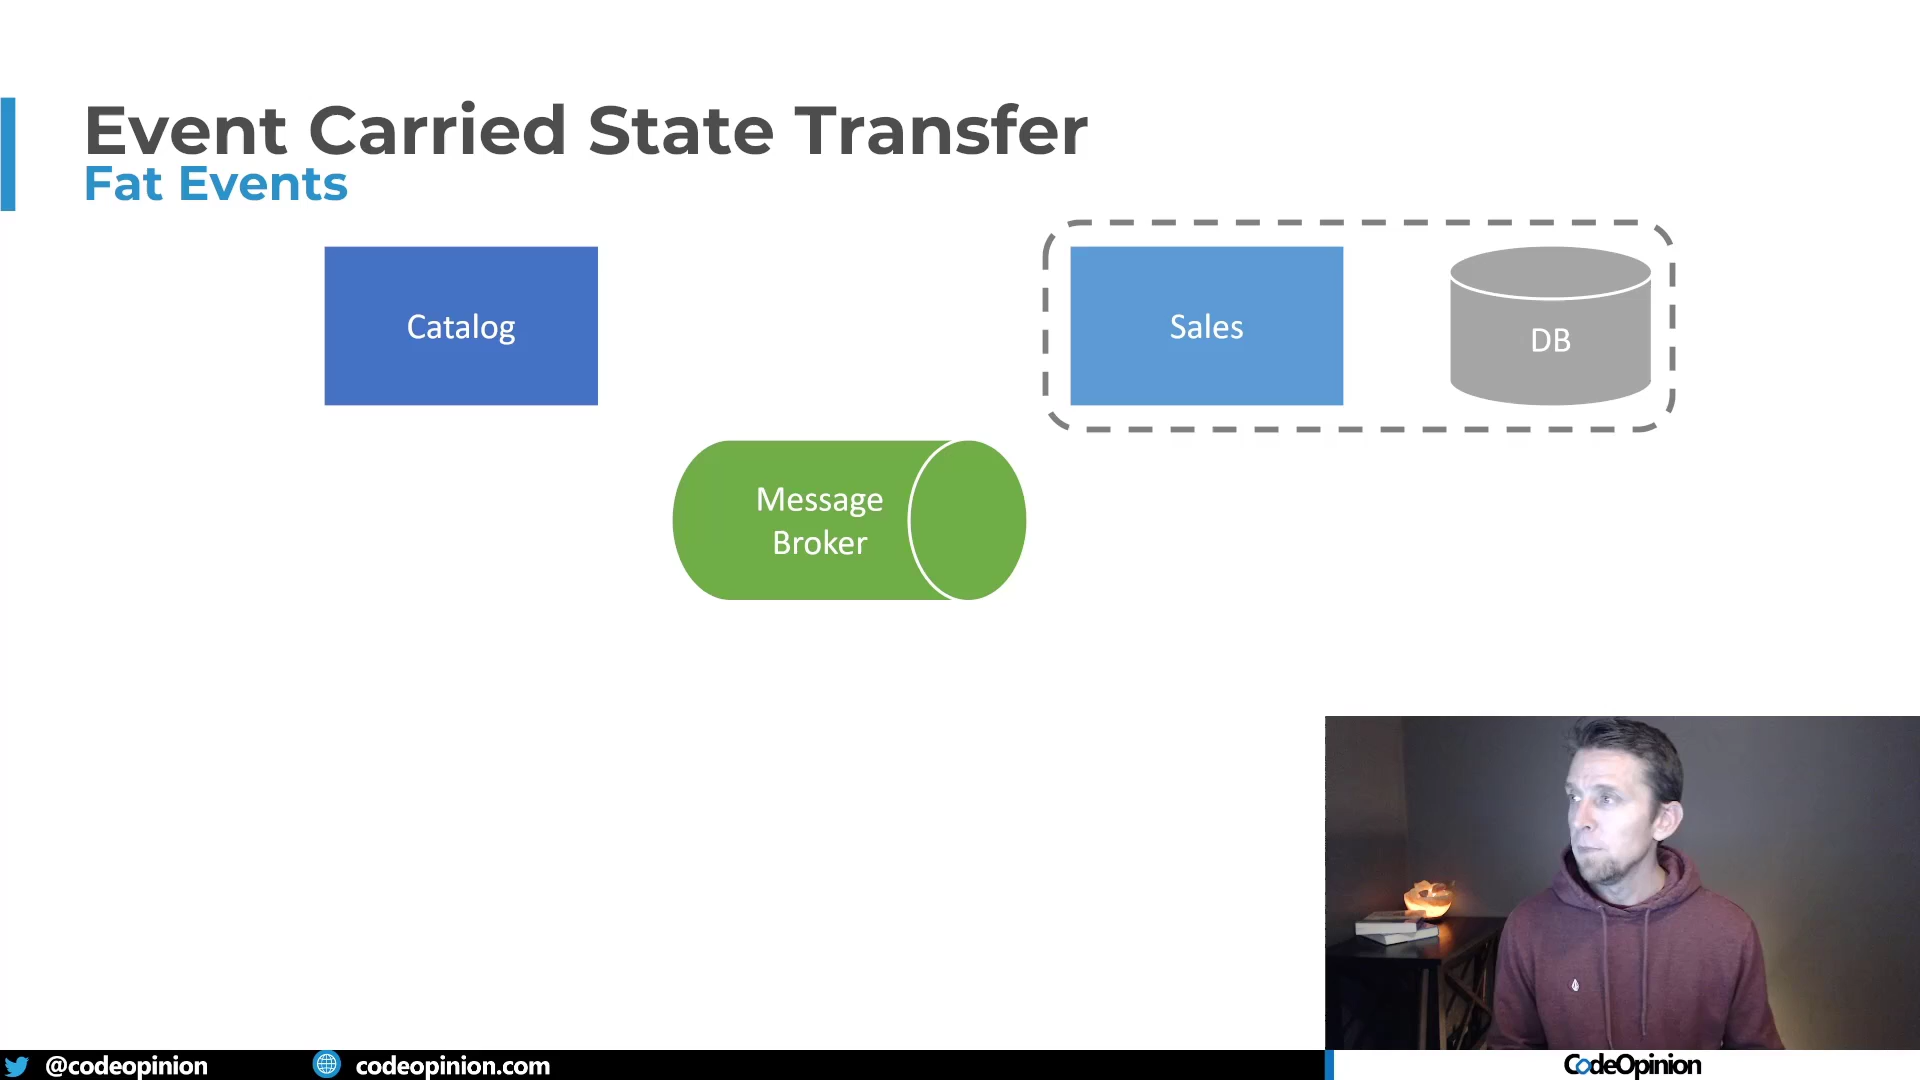 Event Carried State Transfer
Fat Events
Catalog
Sales
DB
Message
Broker
@codeopinion
codeopinion.com
CodeOpinion